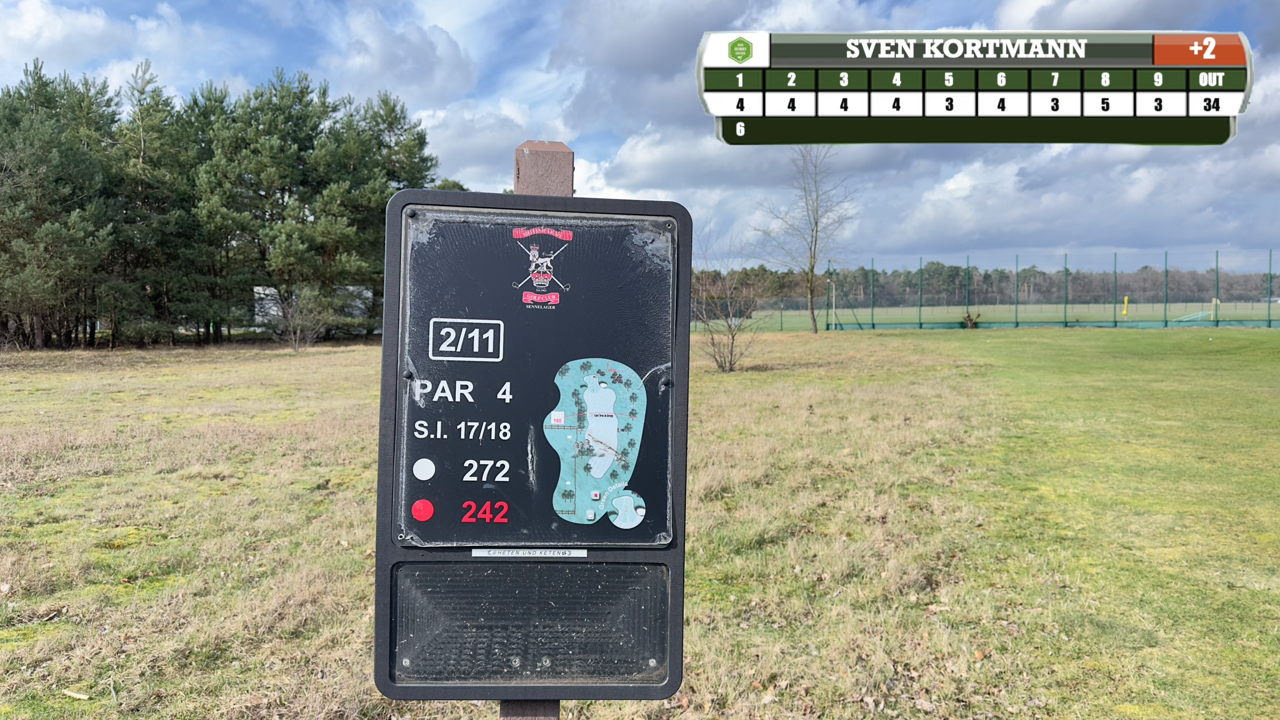 SVEN KORTMANN +2
1 2 3 4 5 6 7 8 9 OUT
4 4 4 4 3 4 3 5 3 34
6
SENNELAGER
2/11
PAR 4
S.I. 17/18
272
242